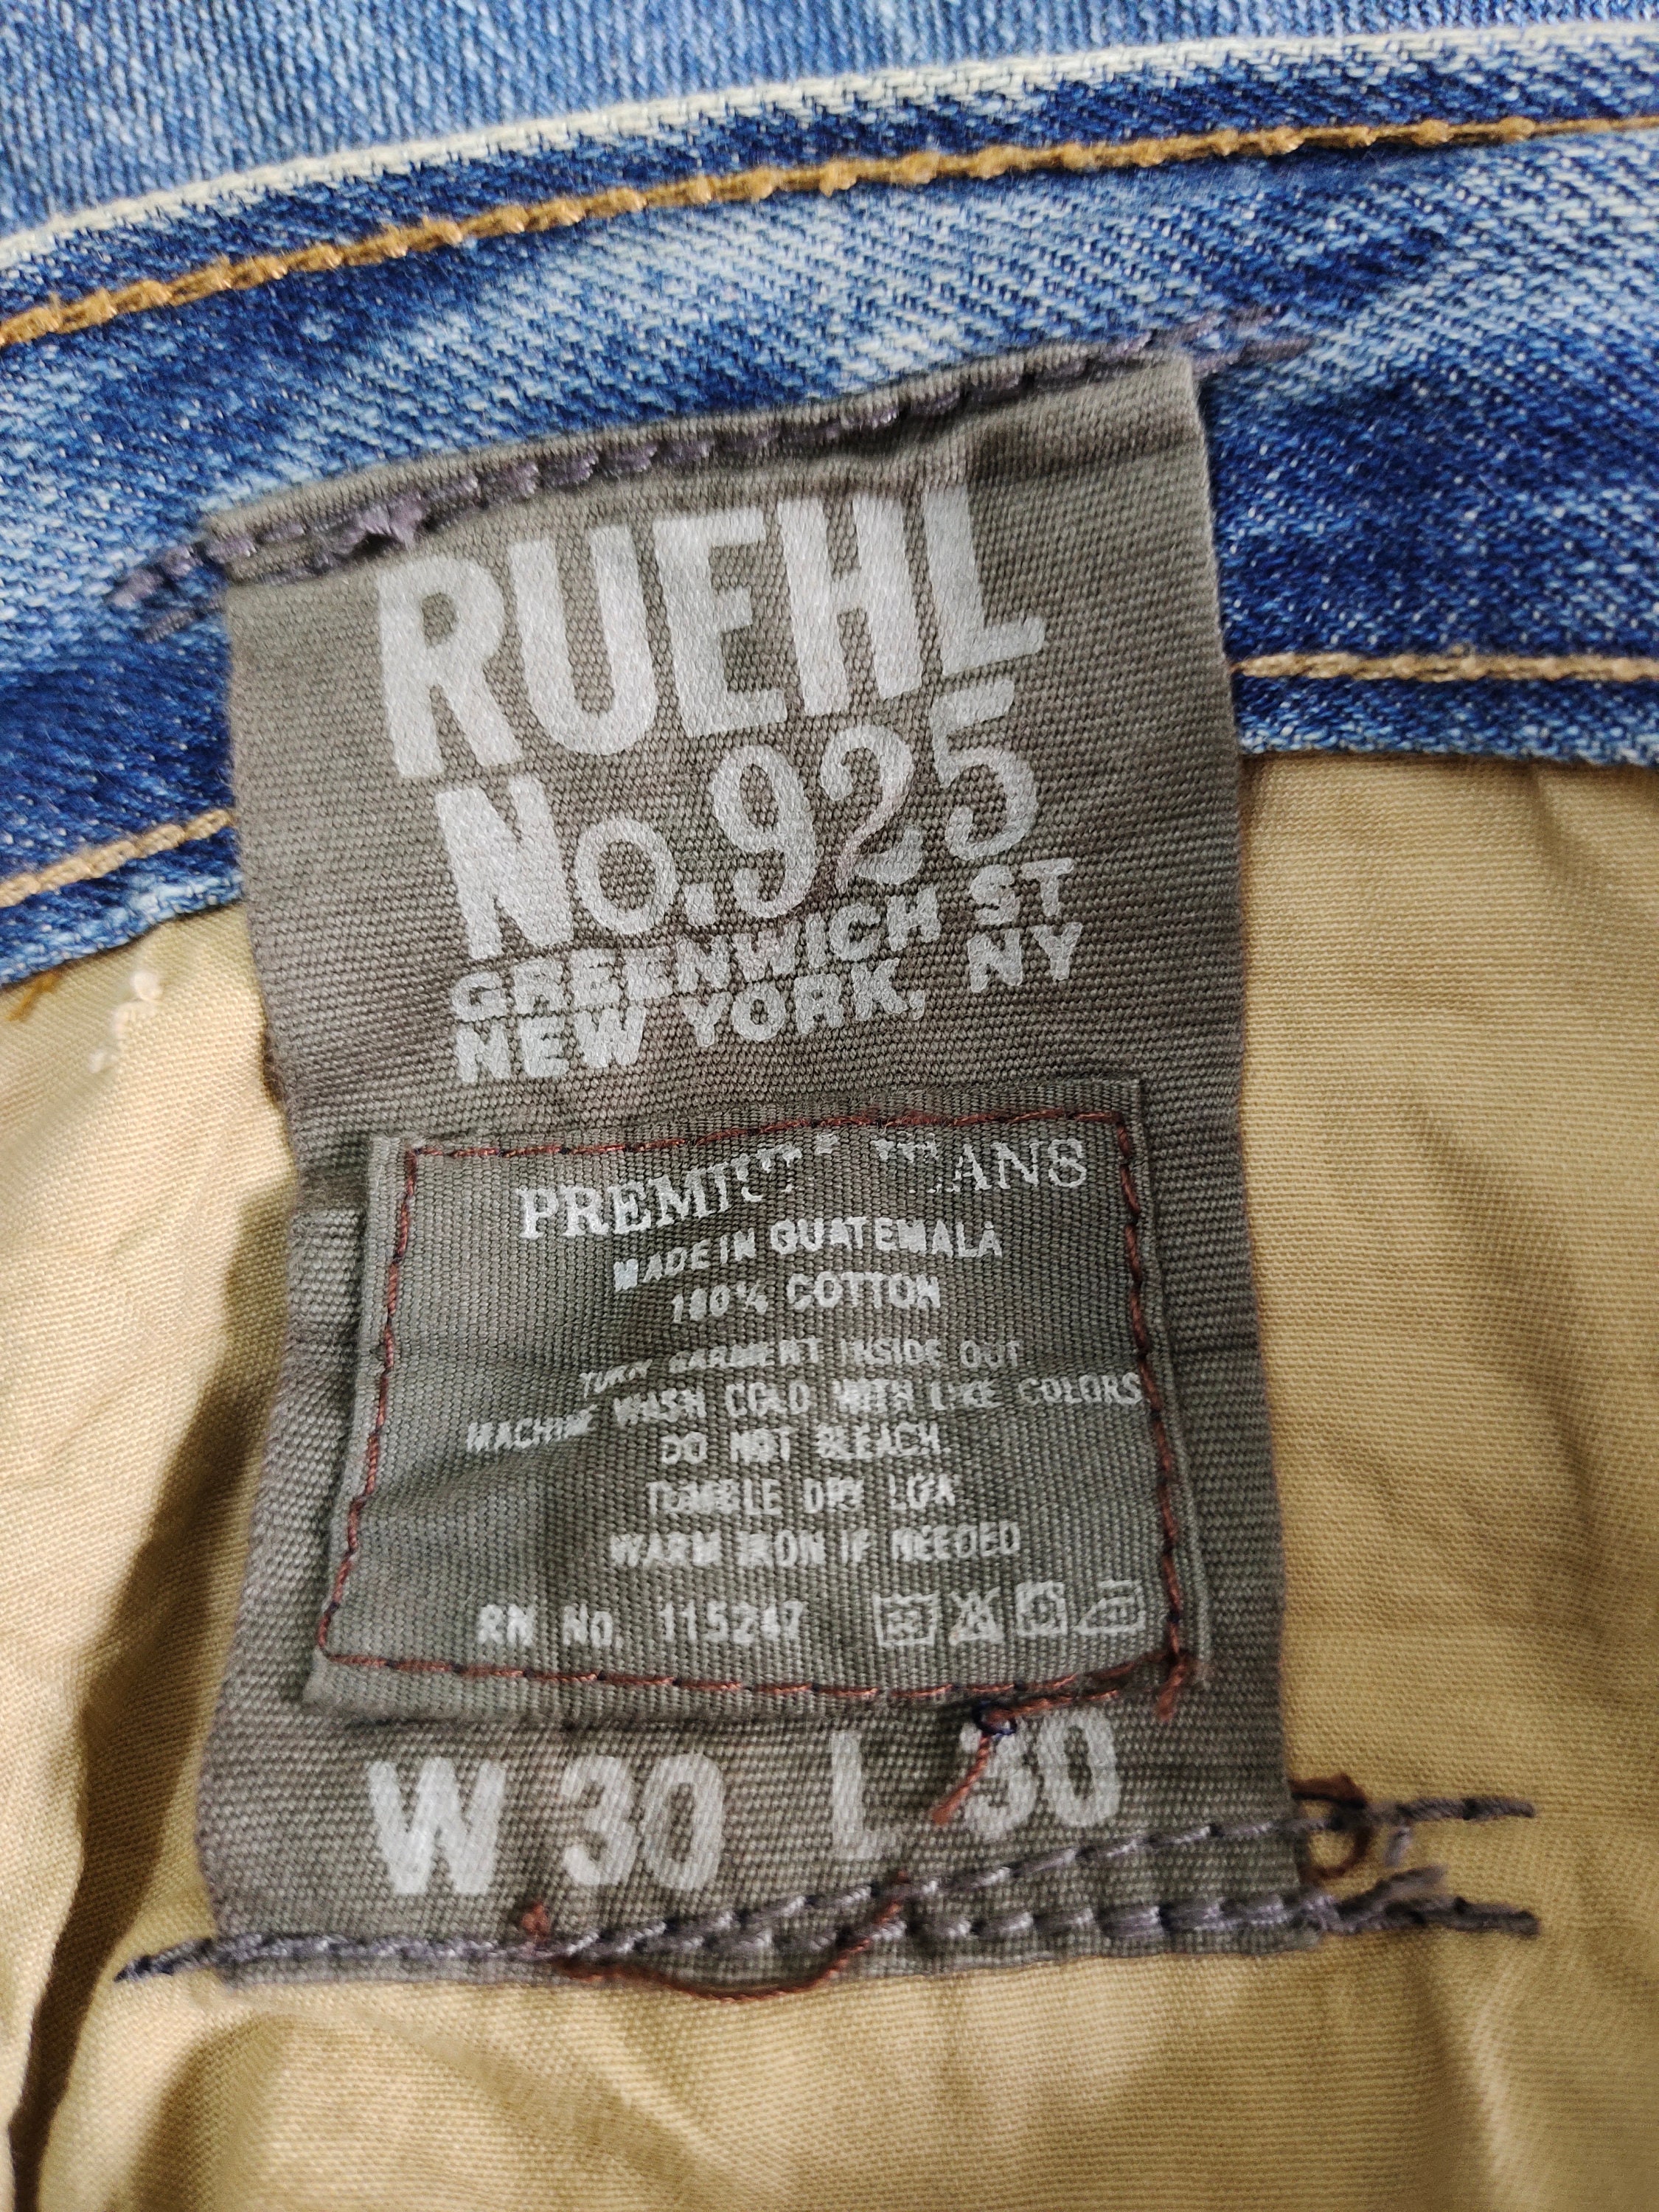 RUEHL
No.925
GREENWICH ST
NEW YORK, NY
PREMIUM JEANS
MADE IN GUATEMALA
100% COTTON
TURN GARMENT INSIDE OUT
MACHINE WASH COLD WITH LIKE COLORS
DO NOT BLEACH
TUMBLE DRY LOW
WARM IRON IF NEEDED
RN NO. 115247
W 30 L 30